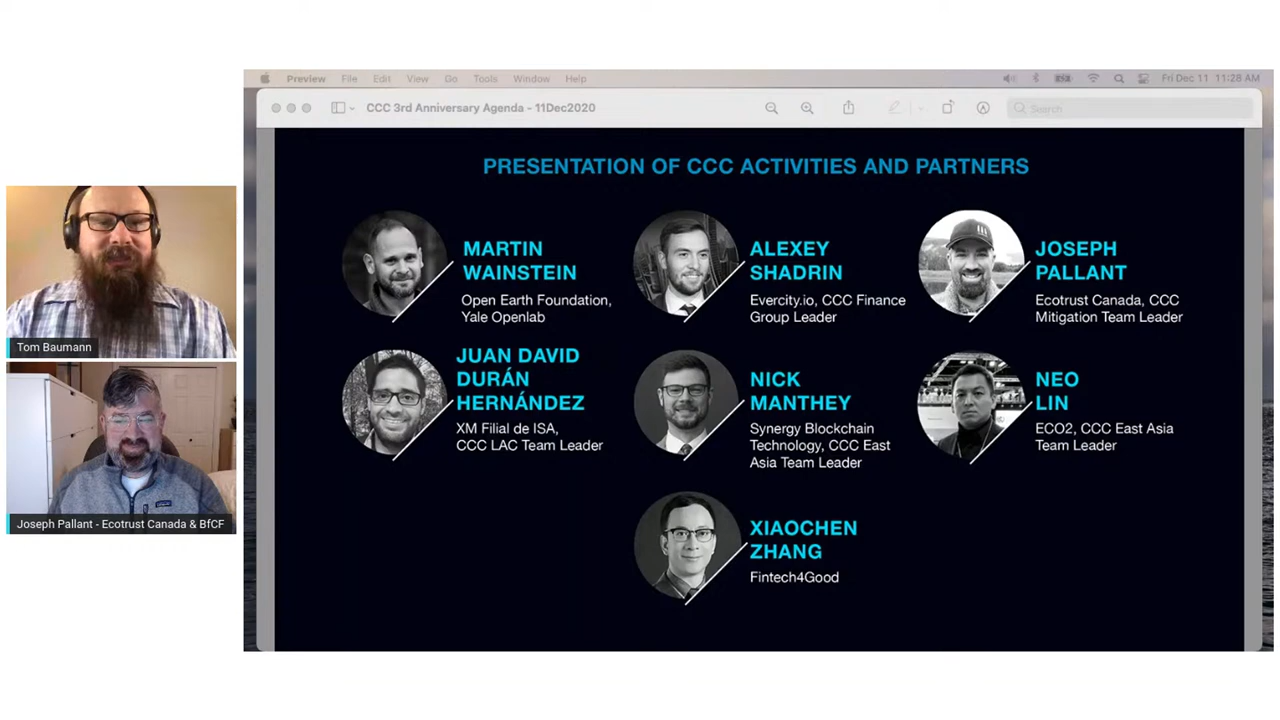 Preview File Edit View Go Tools Window Help
Fri Dec 11 11:28 AM
CCC 3rd Anniversary Agenda - 11Dec2020
Search
PRESENTATION OF CCC ACTIVITIES AND PARTNERS
MARTIN
WAINSTEIN
Open Earth Foundation,
Yale Openlab
ALEXEY
SHADRIN
Evercity.io, CCC Finance
Group Leader
JOSEPH
PALLANT
Ecotrust Canada, CCC
Mitigation Team Leader
JUAN DAVID
DURÁN
HERNÁNDEZ
XM Filial de ISA,
CCC LAC Team Leader
NICK
MANTHEY
Synergy Blockchain
Technology, CCC East
Asia Team Leader
NEO
LIN
ECO2, CCC East Asia
Team Leader
XIAOCHEN
ZHANG
Fintech4Good
Tom Baumann
Joseph Pallant - Ecotrust Canada & BfCF